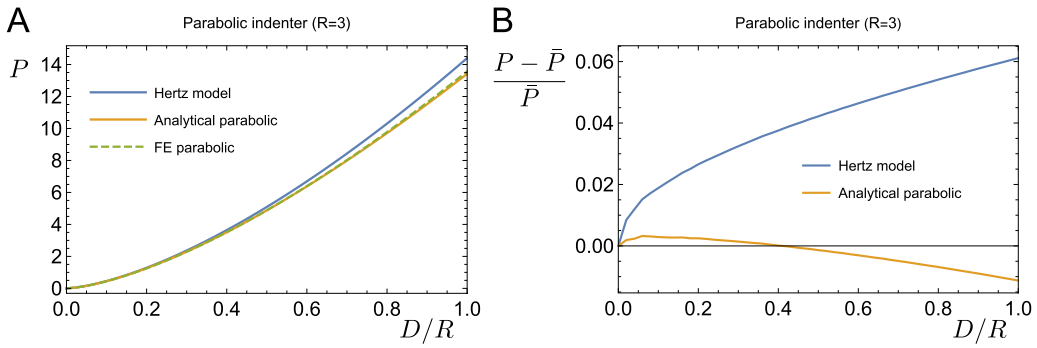 A
Parabolic indenter (R=3)
P
14
12
10
8
6
4
2
0
Hertz model
Analytical parabolic
FE parabolic
0.0 0.2 0.4 0.6 0.8 1.0
D/R
B
Parabolic indenter (R=3)
P − P̄
P̄
0.06
0.04
0.02
0.00
Hertz model
Analytical parabolic
0.0 0.2 0.4 0.6 0.8 1.0
D/R